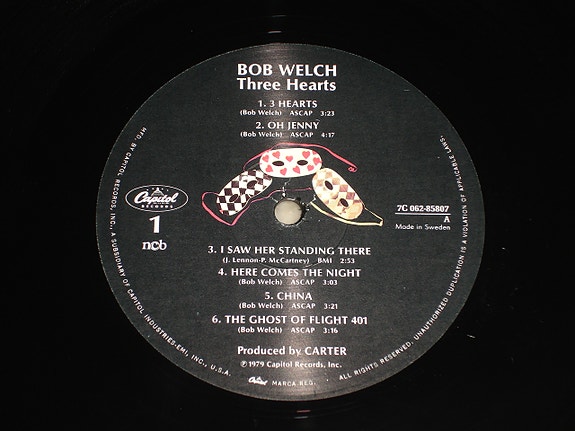 BOB WELCH
Three Hearts
1. 3 HEARTS
(Bob Welch) ASCAP 3:23
2. OH JENNY
(Bob Welch) ASCAP 4:17
Capitol
RECORDS
1
ncb
7C 062-85807
A
Made in Sweden
3. I SAW HER STANDING THERE
(J. Lennon-P. McCartney) BMI 2:53
4. HERE COMES THE NIGHT
(Bob Welch) ASCAP 3:03
5. CHINA
(Bob Welch) ASCAP 3:21
6. THE GHOST OF FLIGHT 401
(Bob Welch) ASCAP 3:16
Produced by CARTER
℗1979 Capitol Records, Inc.
MFD. BY CAPITOL RECORDS, INC., A SUBSIDIARY OF CAPITOL INDUSTRIES-EMI, INC., U.S.A.
Capitol MARCA REG. · ALL RIGHTS RESERVED. UNAUTHORIZED DUPLICATION IS A VIOLATION OF APPLICABLE LAWS.